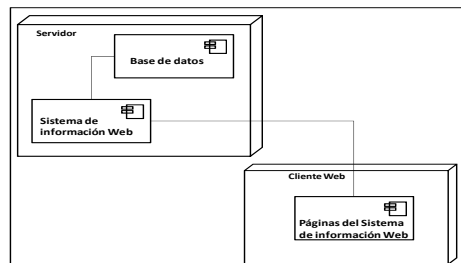 Servidor
Base de datos
Sistema de
información Web
Cliente Web
Páginas del Sistema
de información Web